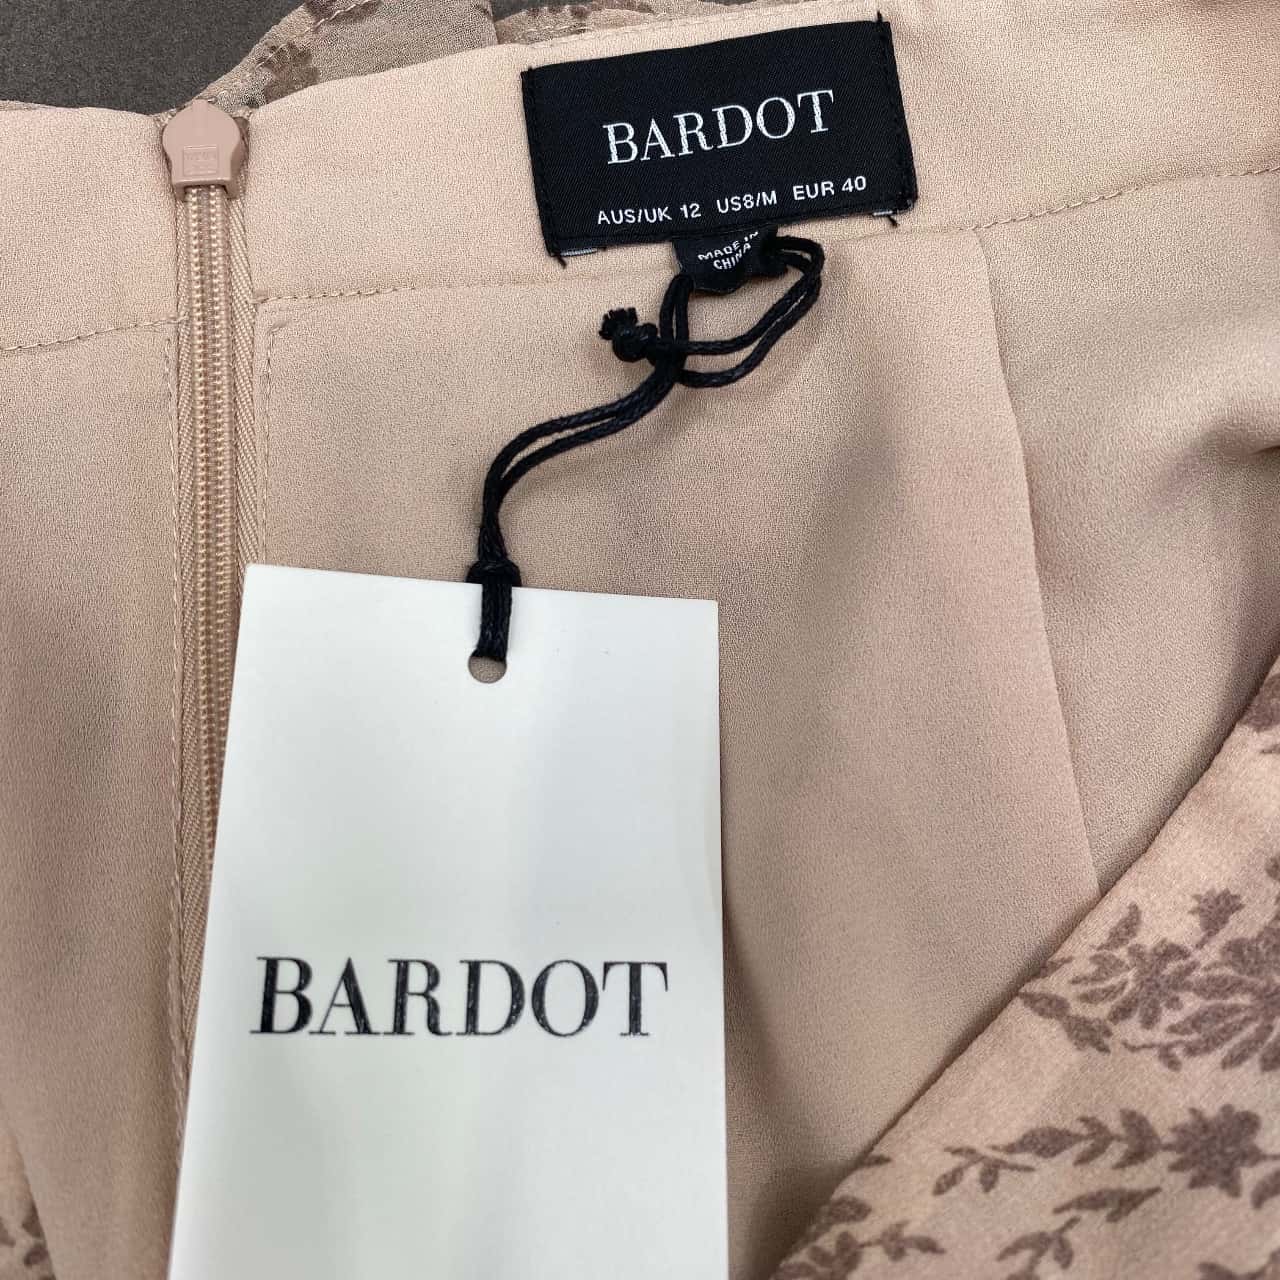 BARDOT
AUS/UK 12 US8/M EUR 40
MADE IN
CHINA
BARDOT